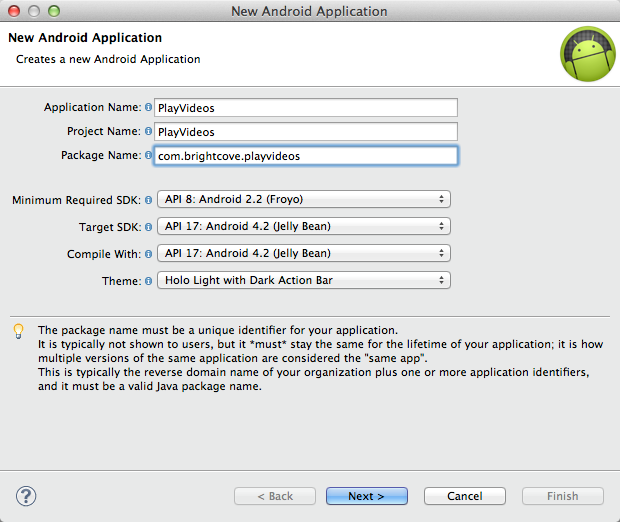 New Android Application
New Android Application
Creates a new Android Application
Application Name: PlayVideos
Project Name: PlayVideos
Package Name: com.brightcove.playvideos
Minimum Required SDK: API 8: Android 2.2 (Froyo)
Target SDK: API 17: Android 4.2 (Jelly Bean)
Compile With: API 17: Android 4.2 (Jelly Bean)
Theme: Holo Light with Dark Action Bar
The package name must be a unique identifier for your application.
It is typically not shown to users, but it *must* stay the same for the lifetime of your application; it is how
multiple versions of the same application are considered the "same app".
This is typically the reverse domain name of your organization plus one or more application identifiers,
and it must be a valid Java package name.
? < Back Next > Cancel Finish